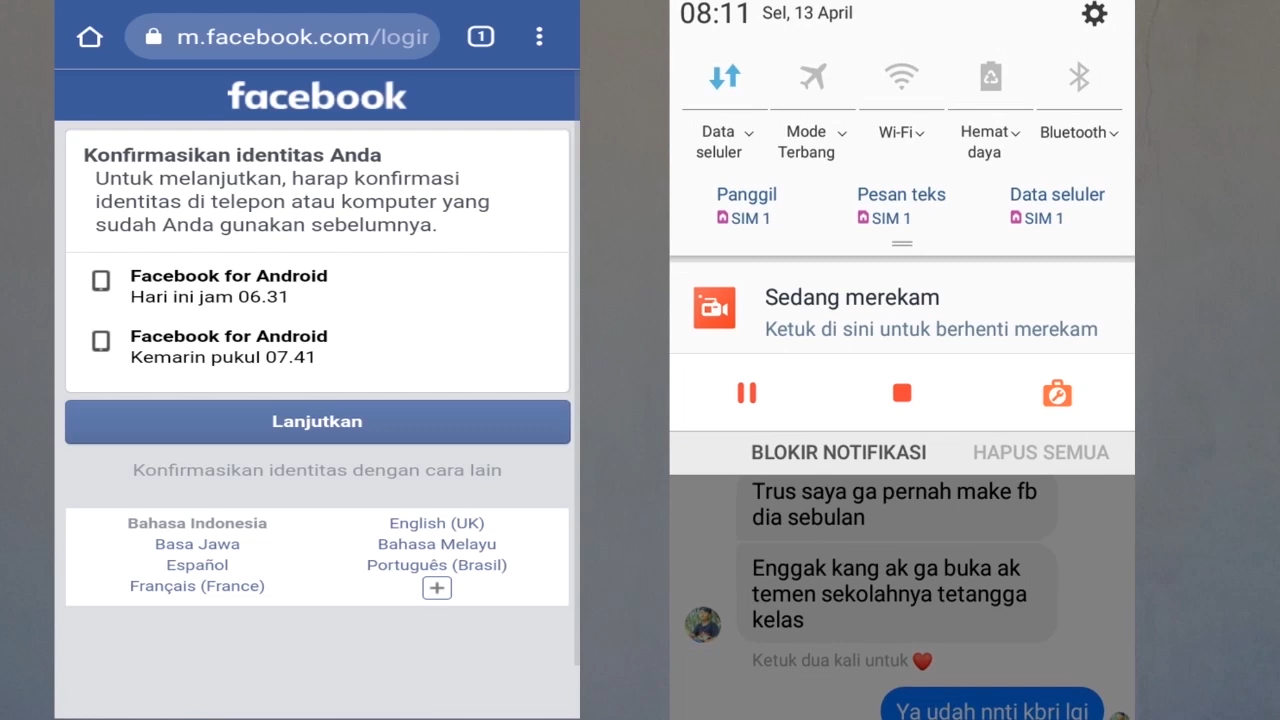 m.facebook.com/login
1
facebook
Konfirmasikan identitas Anda
Untuk melanjutkan, harap konfirmasi
identitas di telepon atau komputer yang
sudah Anda gunakan sebelumnya.
Facebook for Android
Hari ini jam 06.31
Facebook for Android
Kemarin pukul 07.41
Lanjutkan
Konfirmasikan identitas dengan cara lain
Bahasa Indonesia
English (UK)
Basa Jawa
Bahasa Melayu
Español
Português (Brasil)
Français (France)
08:11 Sel, 13 April
Data
seluler
Mode
Terbang
Wi-Fi
Hemat
daya
Bluetooth
Panggil
SIM 1
Pesan teks
SIM 1
Data seluler
SIM 1
Sedang merekam
Ketuk di sini untuk berhenti merekam
BLOKIR NOTIFIKASI
HAPUS SEMUA
Trus saya ga pernah make fb
dia sebulan
Enggak kang ak ga buka ak
temen sekolahnya tetangga
kelas
Ketuk dua kali untuk
Ya udah nnti kbri lgi